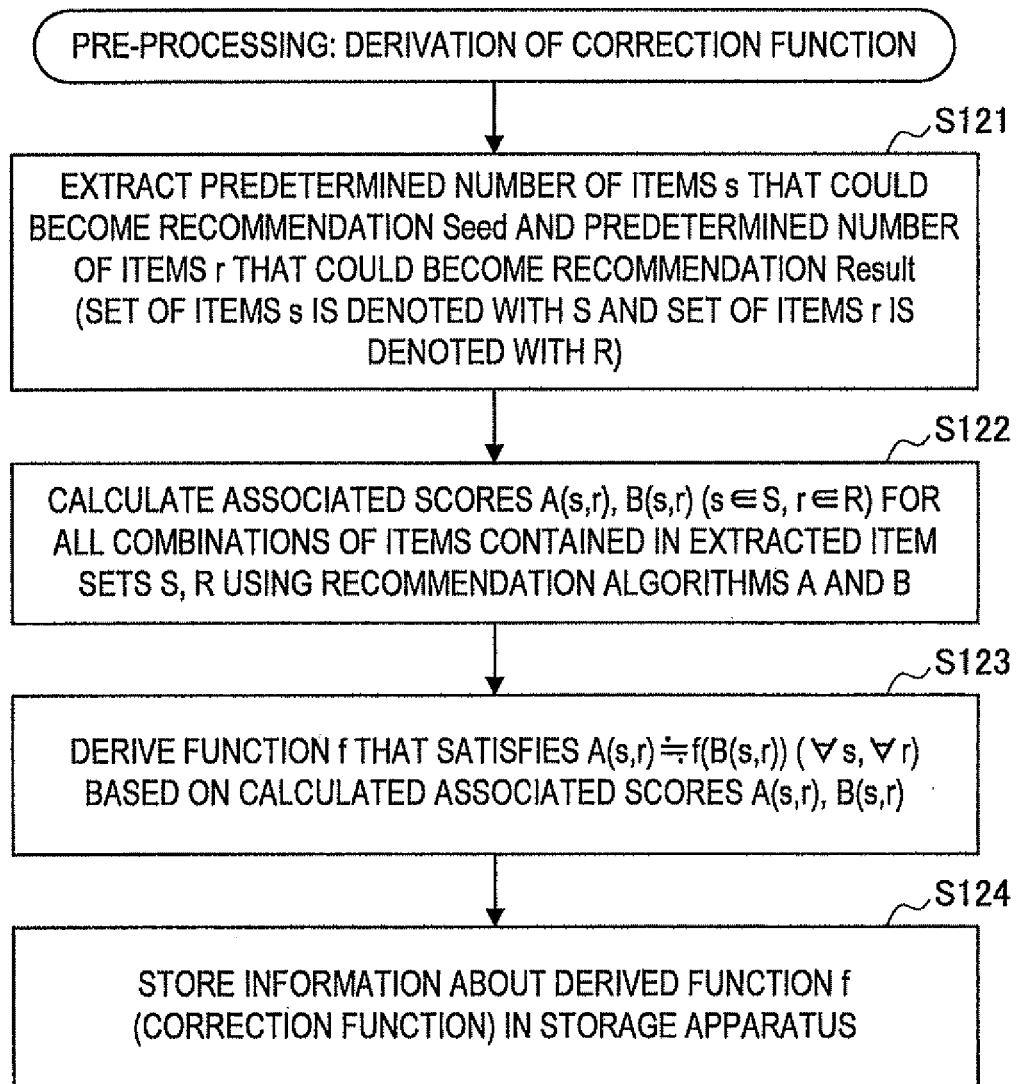 PRE-PROCESSING: DERIVATION OF CORRECTION FUNCTION
S121
EXTRACT PREDETERMINED NUMBER OF ITEMS s THAT COULD
BECOME RECOMMENDATION Seed AND PREDETERMINED NUMBER
OF ITEMS r THAT COULD BECOME RECOMMENDATION Result
(SET OF ITEMS s IS DENOTED WITH S AND SET OF ITEMS r IS
DENOTED WITH R)
S122
CALCULATE ASSOCIATED SCORES A(s,r), B(s,r) (s∈S, r∈R) FOR
ALL COMBINATIONS OF ITEMS CONTAINED IN EXTRACTED ITEM
SETS S, R USING RECOMMENDATION ALGORITHMS A AND B
S123
DERIVE FUNCTION f THAT SATISFIES A(s,r)≒f(B(s,r)) (∀s, ∀r)
BASED ON CALCULATED ASSOCIATED SCORES A(s,r), B(s,r)
S124
STORE INFORMATION ABOUT DERIVED FUNCTION f
(CORRECTION FUNCTION) IN STORAGE APPARATUS